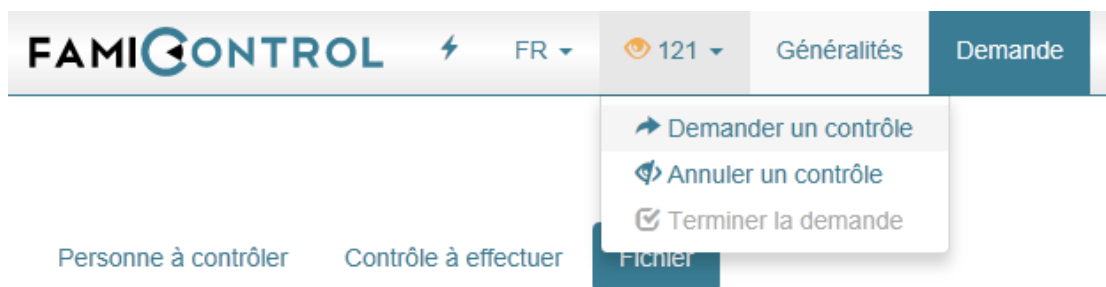 FAMICONTROL FR 121 Généralités Demande
Demander un contrôle
Annuler un contrôle
Terminer la demande
Personne à contrôler Contrôle à effectuer Fichier